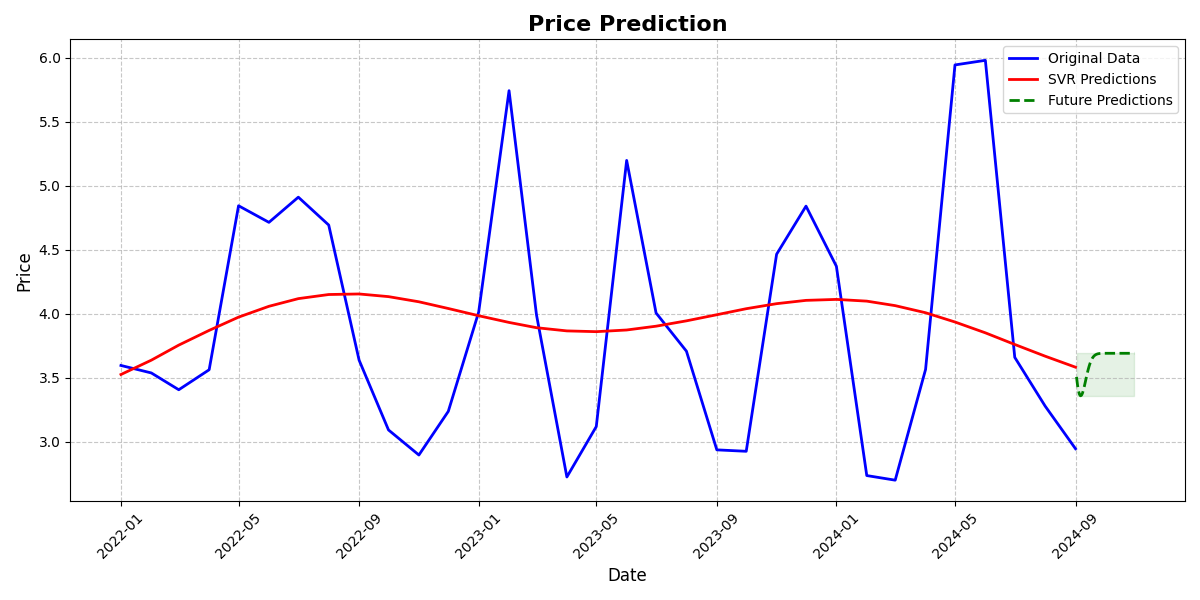 Price Prediction
Original Data
SVR Predictions
Future Predictions
Price
6.0
5.5
5.0
4.5
4.0
3.5
3.0
2022-01
2022-05
2022-09
2023-01
2023-05
2023-09
2024-01
2024-05
2024-09
Date